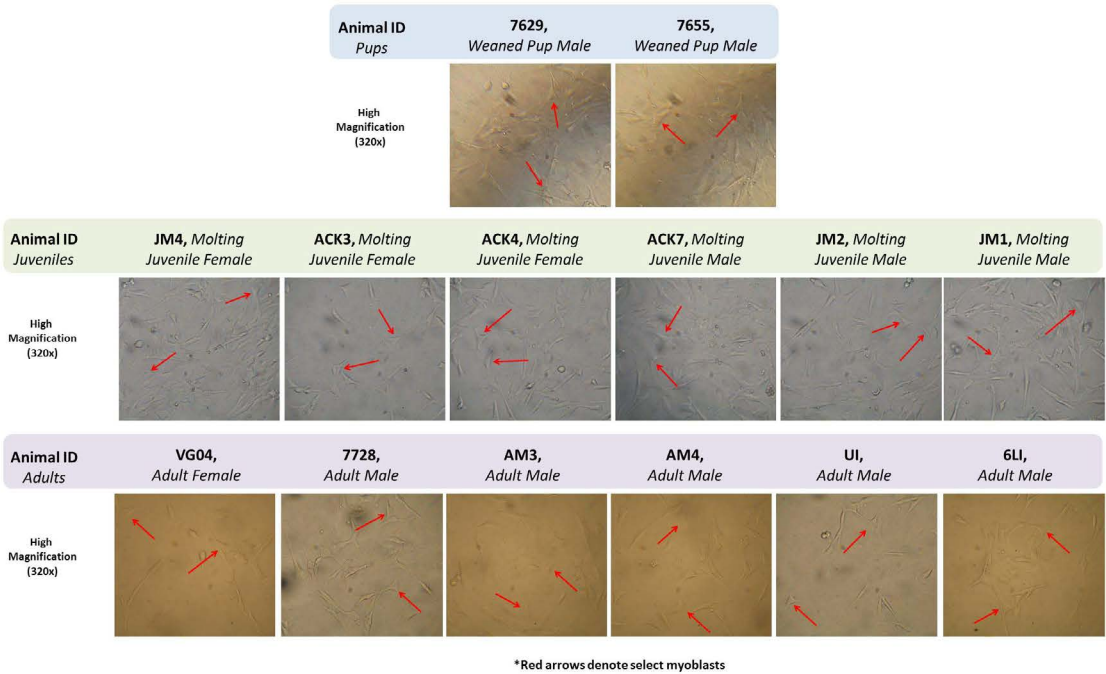 Animal ID
Pups
7629,
Weaned Pup Male
7655,
Weaned Pup Male
High
Magnification
(320x)
Animal ID
Juveniles
JM4, Molting
Juvenile Female
ACK3, Molting
Juvenile Female
ACK4, Molting
Juvenile Female
ACK7, Molting
Juvenile Male
JM2, Molting
Juvenile Male
JM1, Molting
Juvenile Male
High
Magnification
(320x)
Animal ID
Adults
VG04,
Adult Female
7728,
Adult Male
AM3,
Adult Male
AM4,
Adult Male
UI,
Adult Male
6LI,
Adult Male
High
Magnification
(320x)
*Red arrows denote select myoblasts